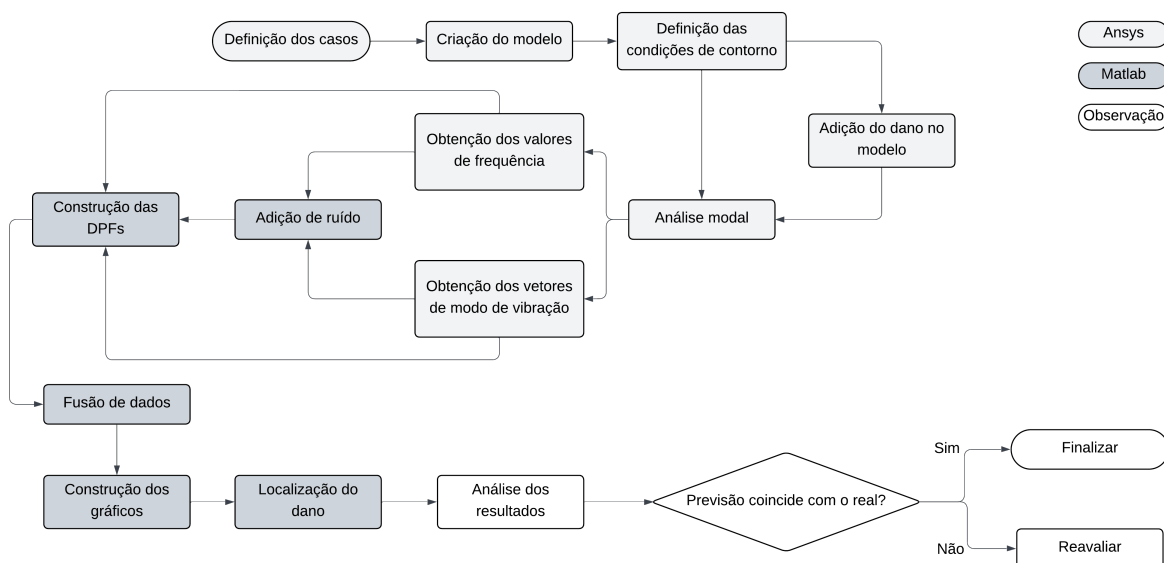 Definição dos casos
Criação do modelo
Definição das
condições de contorno
Ansys
Matlab
Observação
Adição do dano no
modelo
Obtenção dos valores
de frequência
Construção das
DPFs
Adição de ruído
Análise modal
Obtenção dos vetores
de modo de vibração
Fusão de dados
Construção dos
gráficos
Localização do
dano
Análise dos
resultados
Previsão coincide com o real?
Sim
Finalizar
Não
Reavaliar